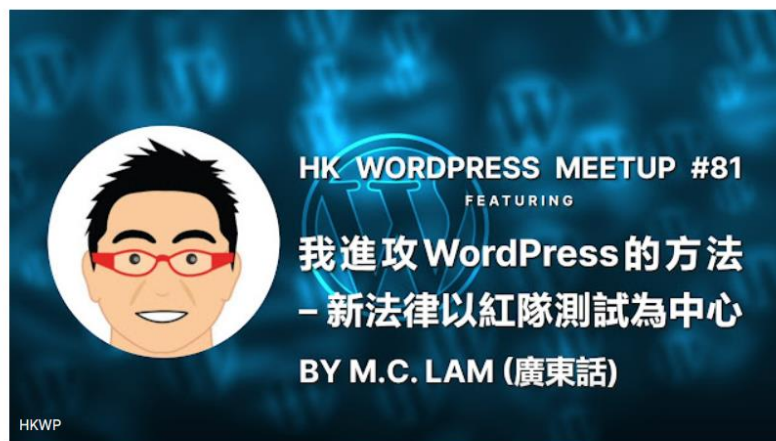 HK WORDPRESS MEETUP #81
FEATURING
我進攻WordPress的方法
– 新法律以紅隊測試為中心
BY M.C. LAM (廣東話)
HKWP